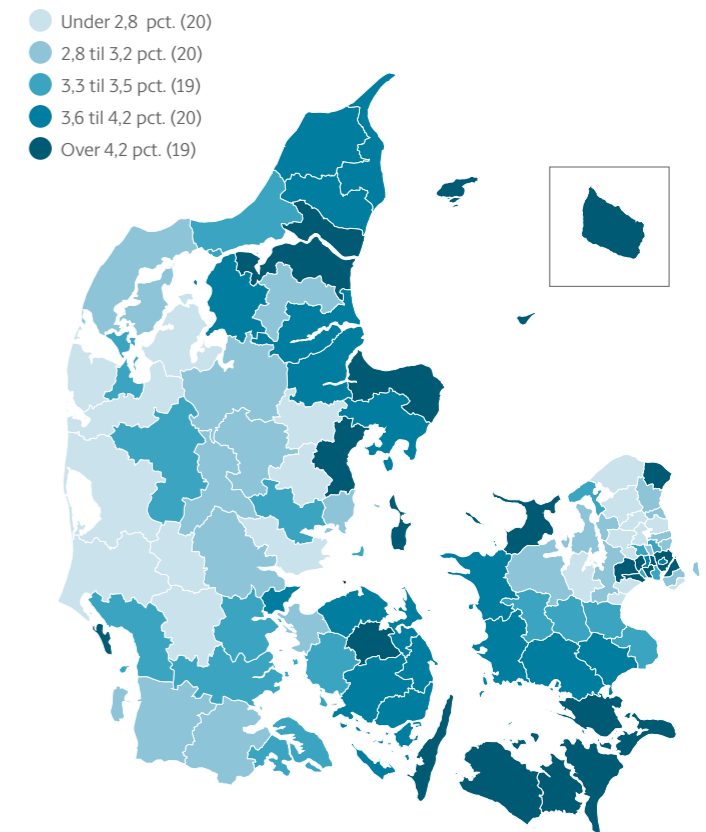 Under 2,8 pct. (20)
2,8 til 3,2 pct. (20)
3,3 til 3,5 pct. (19)
3,6 til 4,2 pct. (20)
Over 4,2 pct. (19)